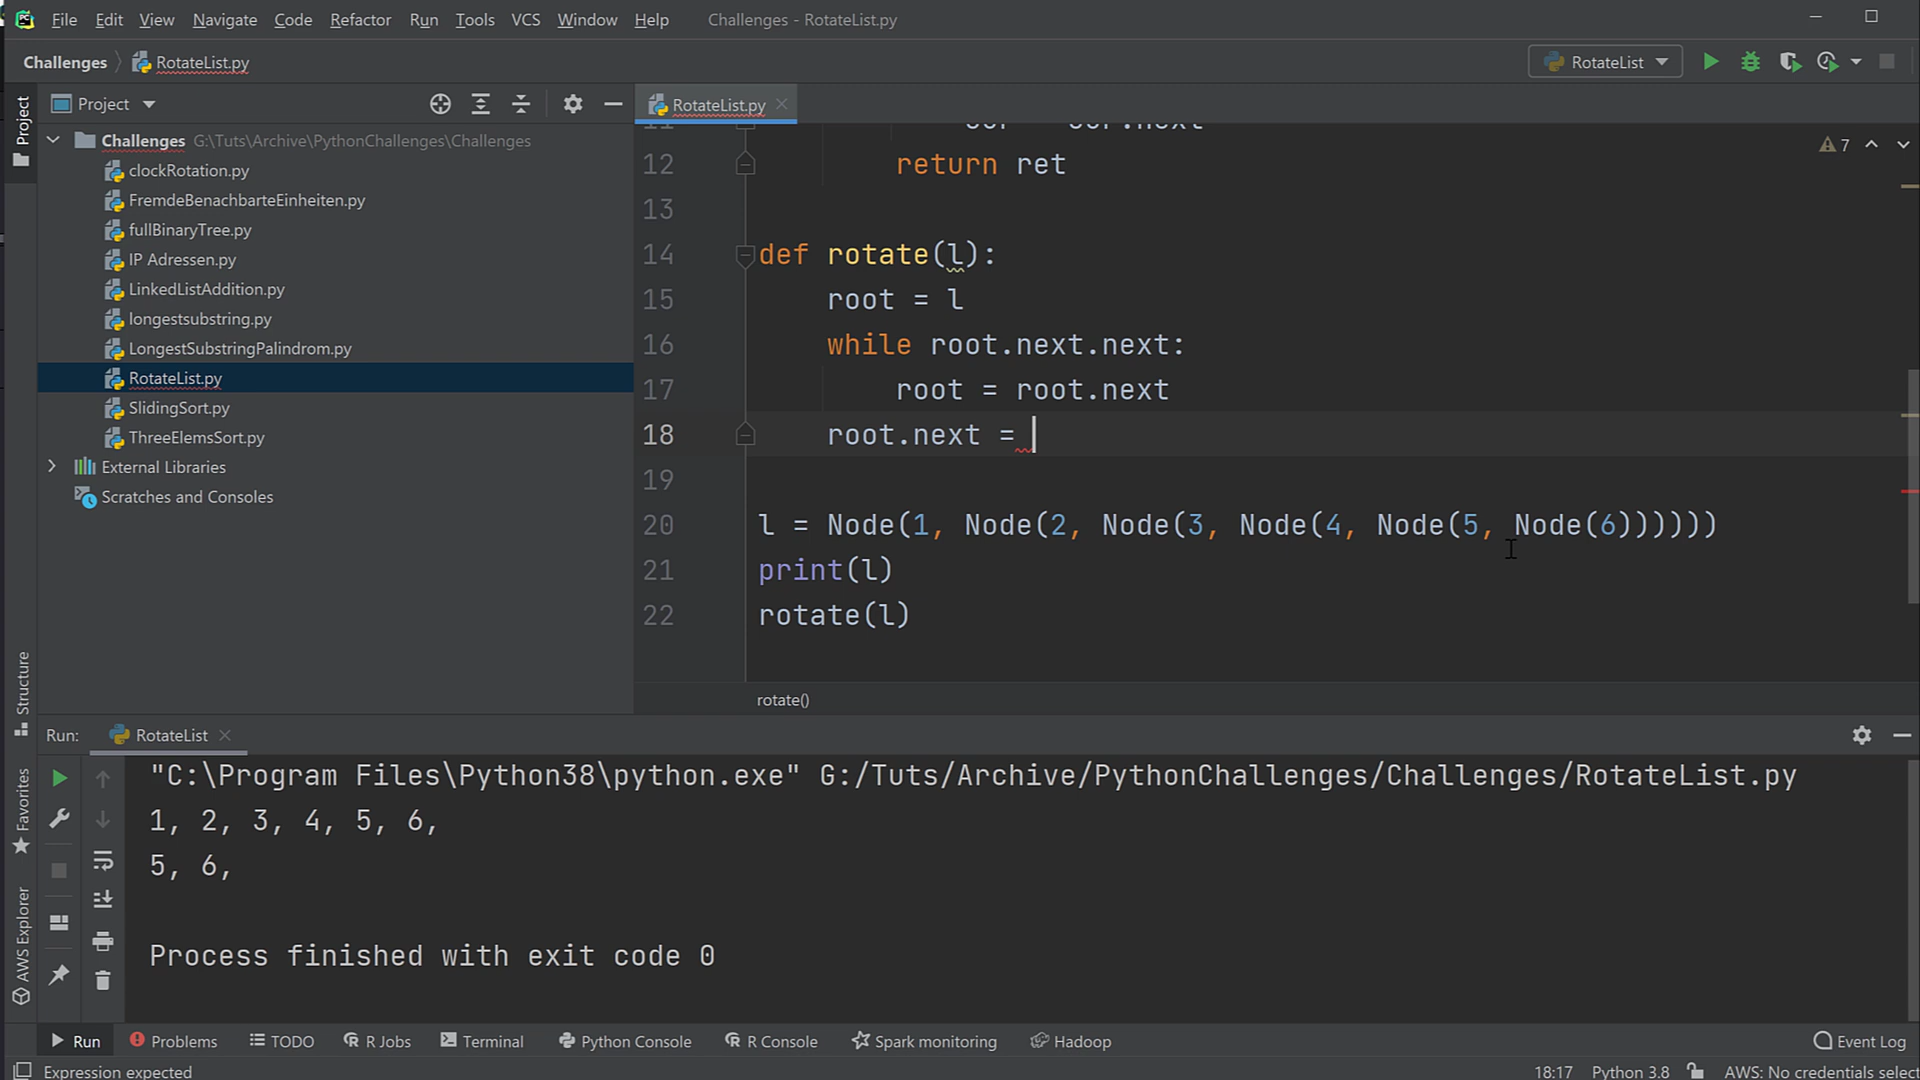 File Edit View Navigate Code Refactor Run Tools VCS Window Help Challenges - RotateList.py
Challenges RotateList.py RotateList
Project
Project
RotateList.py
Challenges G:\Tuts\Archive\PythonChallenges\Challenges
clockRotation.py
FremdeBenachbarteEinheiten.py
fullBinaryTree.py
IP Adressen.py
LinkedListAddition.py
longestsubstring.py
LongestSubstringPalindrom.py
RotateList.py
SlidingSort.py
ThreeElemsSort.py
External Libraries
Scratches and Consoles
7
12 return ret
13
14 def rotate(l):
15 root = l
16 while root.next.next:
17 root = root.next
18 root.next =
19
20 l = Node(1, Node(2, Node(3, Node(4, Node(5, Node(6))))))
21 print(l)
22 rotate(l)
rotate()
Structure
Favorites
AWS Explorer
Run: RotateList
"C:\Program Files\Python38\python.exe" G:/Tuts/Archive/PythonChallenges/Challenges/RotateList.py
1, 2, 3, 4, 5, 6,
5, 6,
Process finished with exit code 0
Run Problems TODO R Jobs Terminal Python Console R Console Spark monitoring Hadoop Event Log
Expression expected 18:17 Python 3.8 AWS: No credentials select